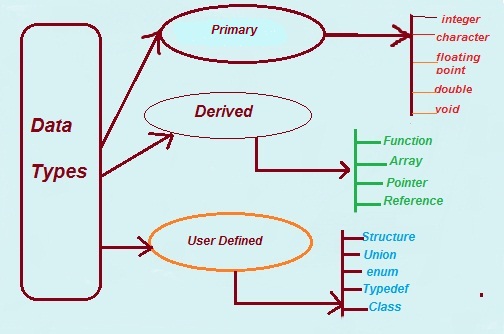 Data
Types
Primary
integer
character
floating
point
double
void
Derived
Function
Array
Pointer
Reference
User Defined
Structure
Union
enum
Typedef
Class